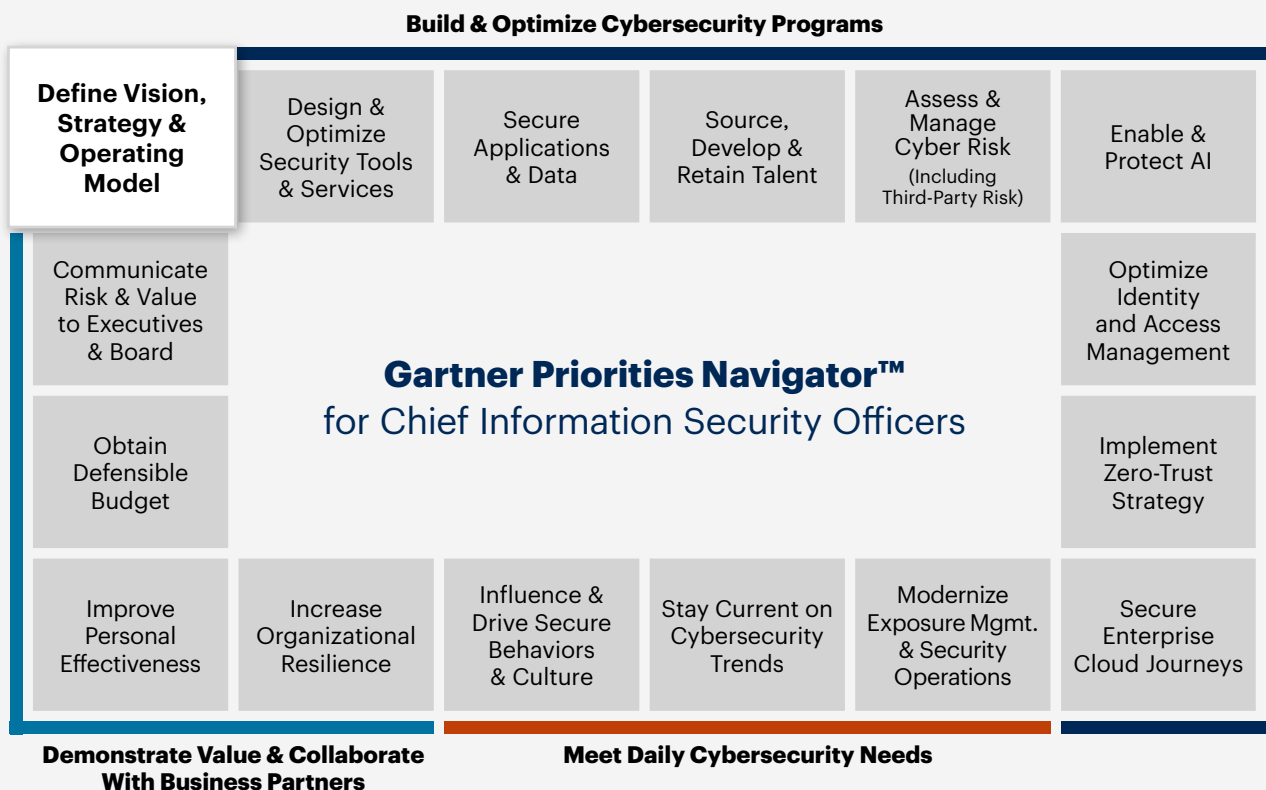 Build & Optimize Cybersecurity Programs
Define Vision,
Strategy &
Operating
Model
Design &
Optimize
Security Tools
& Services
Secure
Applications
& Data
Source,
Develop &
Retain Talent
Assess &
Manage
Cyber Risk
(Including
Third-Party Risk)
Enable &
Protect AI
Communicate
Risk & Value
to Executives
& Board
Optimize
Identity
and Access
Management
Gartner Priorities Navigator™
for Chief Information Security Officers
Obtain
Defensible
Budget
Implement
Zero-Trust
Strategy
Improve
Personal
Effectiveness
Increase
Organizational
Resilience
Influence &
Drive Secure
Behaviors
& Culture
Stay Current on
Cybersecurity
Trends
Modernize
Exposure Mgmt.
& Security
Operations
Secure
Enterprise
Cloud Journeys
Demonstrate Value & Collaborate
With Business Partners
Meet Daily Cybersecurity Needs